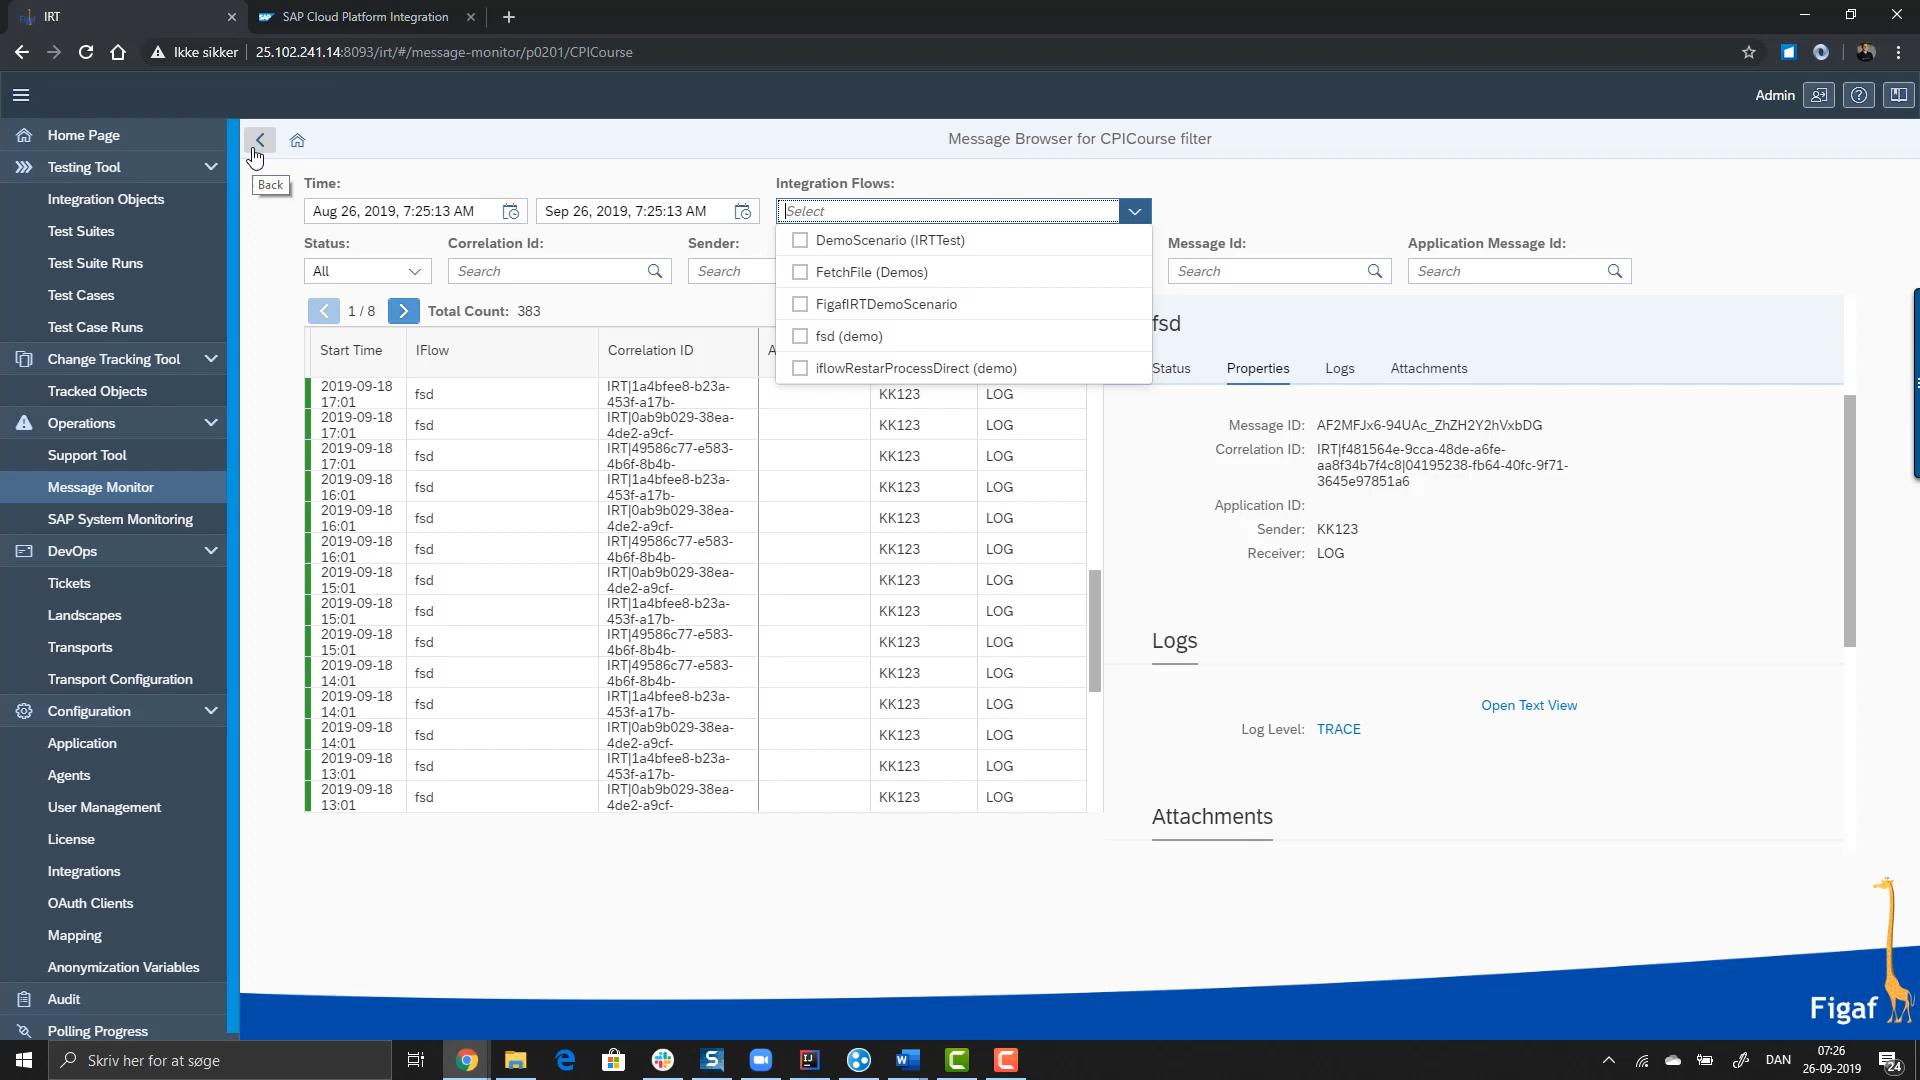 IRT
SAP Cloud Platform Integration
Ikke sikker
25.102.241.14:8093/irt/#/message-monitor/p0201/CPICourse
Admin
Home Page
Testing Tool
Integration Objects
Test Suites
Test Suite Runs
Test Cases
Test Case Runs
Change Tracking Tool
Tracked Objects
Operations
Support Tool
Message Monitor
SAP System Monitoring
DevOps
Tickets
Landscapes
Transports
Transport Configuration
Configuration
Application
Agents
User Management
License
Integrations
OAuth Clients
Mapping
Anonymization Variables
Audit
Polling Progress
Message Browser for CPICourse filter
Back
Time:
Aug 26, 2019, 7:25:13 AM
Sep 26, 2019, 7:25:13 AM
Integration Flows:
Select
DemoScenario (IRTTest)
FetchFile (Demos)
FigafIRTDemoScenario
fsd (demo)
iflowRestarProcessDirect (demo)
Status:
All
Correlation Id:
Search
Sender:
Search
Message Id:
Search
Application Message Id:
Search
1 / 8
Total Count: 383
Start Time
IFlow
Correlation ID
A
2019-09-18 17:01 fsd IRT|1a4bfee8-b23a-453f-a17b- KK123 LOG
2019-09-18 17:01 fsd IRT|0ab9b029-38ea-4de2-a9cf- KK123 LOG
2019-09-18 17:01 fsd IRT|49586c77-e583-4b6f-8b4b- KK123 LOG
2019-09-18 16:01 fsd IRT|1a4bfee8-b23a-453f-a17b- KK123 LOG
2019-09-18 16:01 fsd IRT|0ab9b029-38ea-4de2-a9cf- KK123 LOG
2019-09-18 16:01 fsd IRT|49586c77-e583-4b6f-8b4b- KK123 LOG
2019-09-18 15:01 fsd IRT|0ab9b029-38ea-4de2-a9cf- KK123 LOG
2019-09-18 15:01 fsd IRT|1a4bfee8-b23a-453f-a17b- KK123 LOG
2019-09-18 15:01 fsd IRT|49586c77-e583-4b6f-8b4b- KK123 LOG
2019-09-18 14:01 fsd IRT|49586c77-e583-4b6f-8b4b- KK123 LOG
2019-09-18 14:01 fsd IRT|1a4bfee8-b23a-453f-a17b- KK123 LOG
2019-09-18 14:01 fsd IRT|0ab9b029-38ea-4de2-a9cf- KK123 LOG
2019-09-18 13:01 fsd IRT|1a4bfee8-b23a-453f-a17b- KK123 LOG
2019-09-18 13:01 fsd IRT|0ab9b029-38ea-4de2-a9cf- KK123 LOG
fsd
Status
Properties
Logs
Attachments
Message ID: AF2MFJx6-94UAc_ZhZH2Y2hVxbDG
Correlation ID: IRT|f481564e-9cca-48de-a6fe-
aa8f34b7f4c8|04195238-fb64-40fc-9f71-
3645e97851a6
Application ID:
Sender: KK123
Receiver: LOG
Logs
Open Text View
Log Level: TRACE
Attachments
Figaf
Skriv her for at søge
DAN
07:26
26-09-2019
24